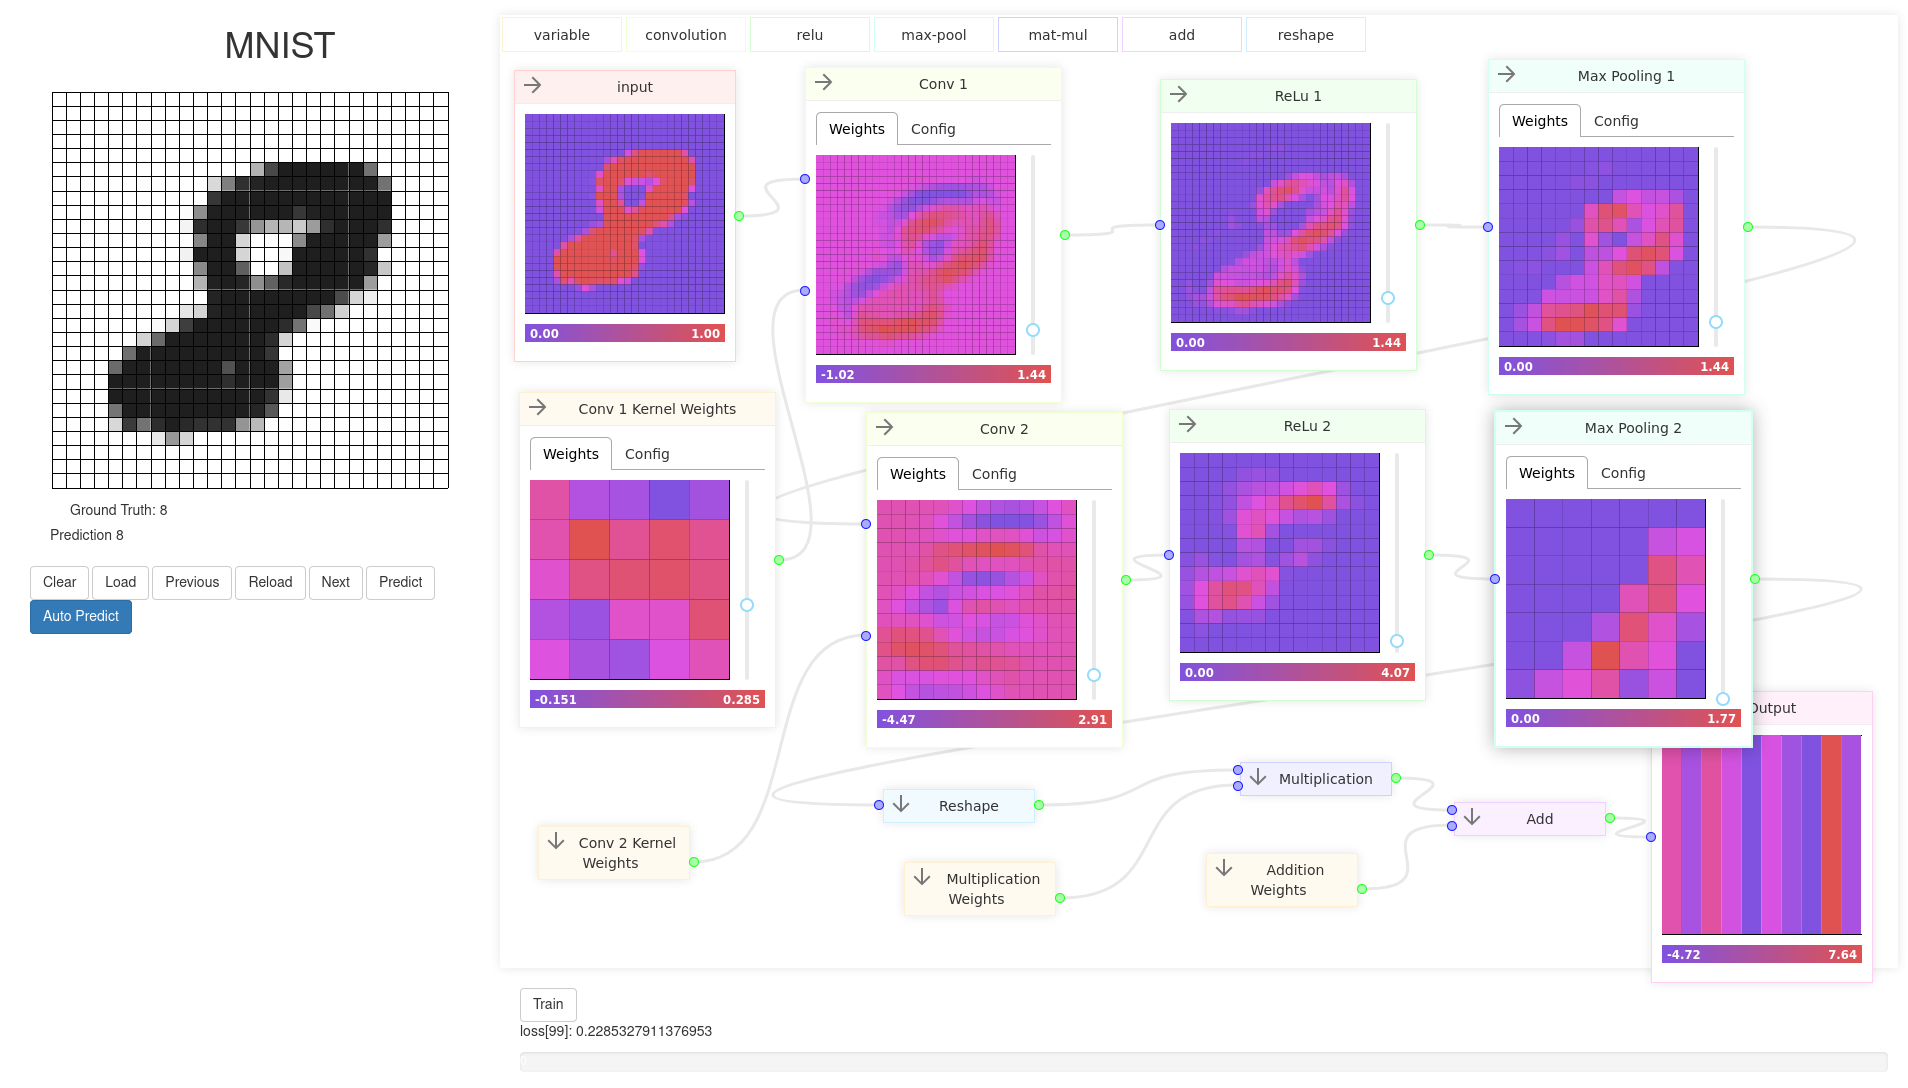 MNIST
Ground Truth: 8
Prediction 8
Clear
Load
Previous
Reload
Next
Predict
Auto Predict
variable
convolution
relu
max-pool
mat-mul
add
reshape
input
0.00
1.00
Conv 1
Weights
Config
-1.02
1.44
ReLu 1
0.00
1.44
Max Pooling 1
Weights
Config
0.00
1.44
Conv 1 Kernel Weights
Weights
Config
-0.151
0.285
Conv 2
Weights
Config
-4.47
2.91
ReLu 2
0.00
4.07
Max Pooling 2
Weights
Config
0.00
1.77
Output
-4.72
7.64
Reshape
Multiplication
Add
Conv 2 Kernel
Weights
Multiplication
Weights
Addition
Weights
Train
loss[99]: 0.2285327911376953